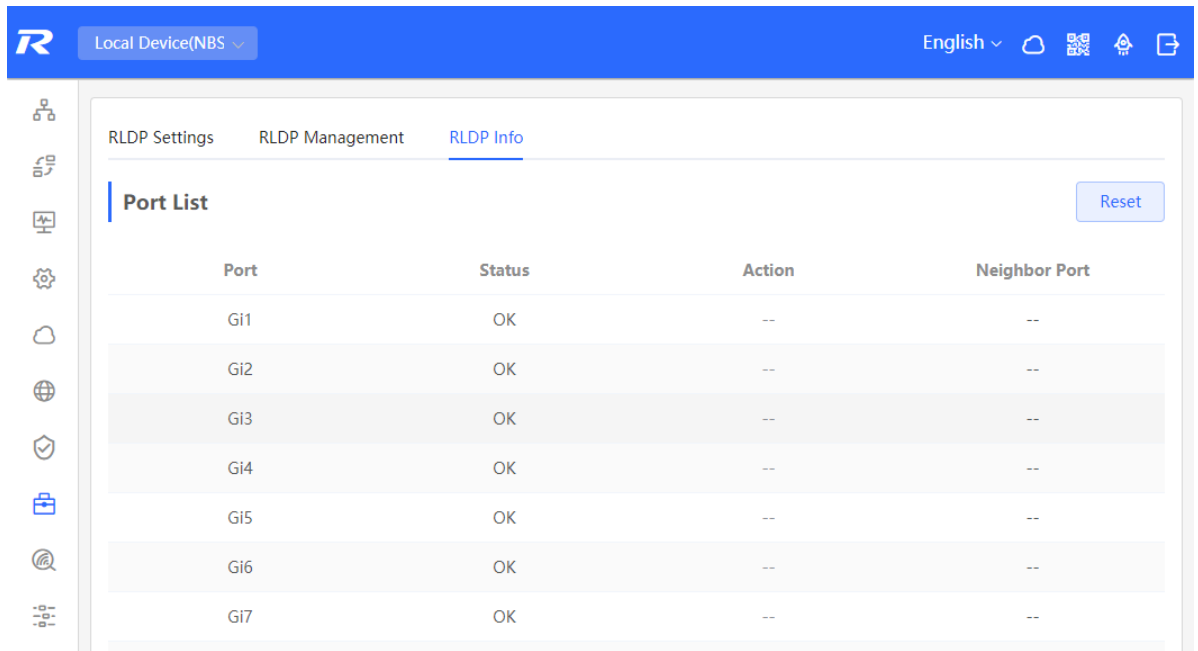 Local Device(NBS
English
RLDP Settings RLDP Management RLDP Info
Port List
Reset
Port Status Action Neighbor Port
Gi1 OK -- --
Gi2 OK -- --
Gi3 OK -- --
Gi4 OK -- --
Gi5 OK -- --
Gi6 OK -- --
Gi7 OK -- --